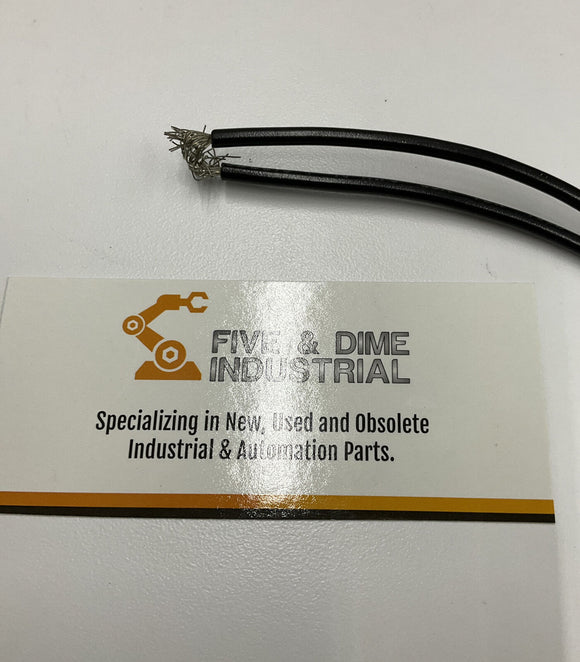 FIVE & DIME
INDUSTRIAL
Specializing in New, Used and Obsolete
Industrial & Automation Parts.